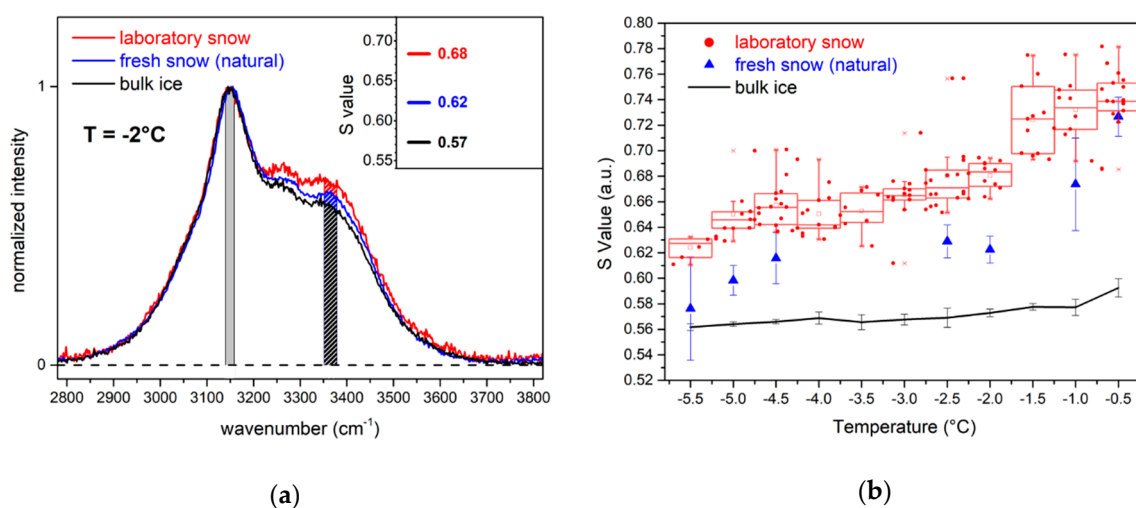 laboratory snow
fresh snow (natural)
bulk ice
T = -2°C
normalized intensity
1
0
2800 2900 3000 3100 3200 3300 3400 3500 3600 3700 3800
wavenumber (cm-1)
S value
0.70
0.65
0.60
0.55
0.68
0.62
0.57
(a)
laboratory snow
fresh snow (natural)
bulk ice
S Value (a.u.)
0.80
0.78
0.76
0.74
0.72
0.70
0.68
0.66
0.64
0.62
0.60
0.58
0.56
0.54
0.52
-5.5 -5.0 -4.5 -4.0 -3.5 -3.0 -2.5 -2.0 -1.5 -1.0 -0.5
Temperature (°C)
(b)